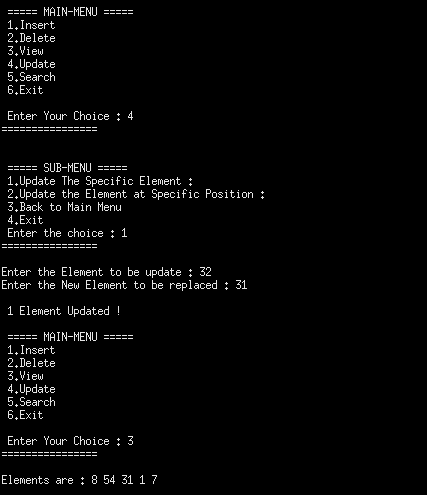 ===== MAIN-MENU =====
1.Insert
2.Delete
3.View
4.Update
5.Search
6.Exit
Enter Your Choice : 4
================
===== SUB-MENU =====
1.Update The Specific Element :
2.Update the Element at Specific Position :
3.Back to Main Menu
4.Exit
Enter the choice : 1
================
Enter the Element to be update : 32
Enter the New Element to be replaced : 31
1 Element Updated !
===== MAIN-MENU =====
1.Insert
2.Delete
3.View
4.Update
5.Search
6.Exit
Enter Your Choice : 3
================
Elements are : 8 54 31 1 7